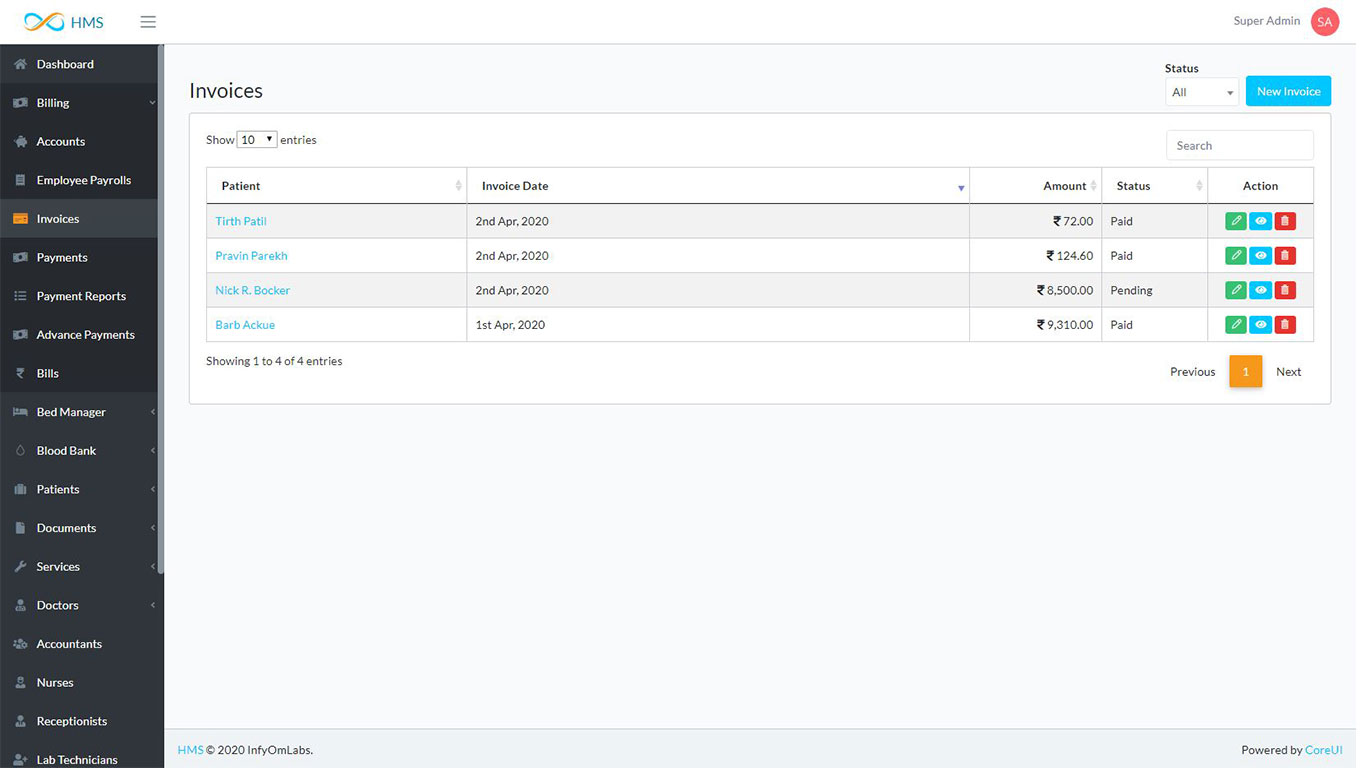 HMS
Super Admin
SA
Dashboard
Billing
Accounts
Employee Payrolls
Invoices
Payments
Payment Reports
Advance Payments
Bills
Bed Manager
Blood Bank
Patients
Documents
Services
Doctors
Accountants
Nurses
Receptionists
Lab Technicians
Invoices
Status
All
New Invoice
Show 10 entries
Search
Patient Invoice Date Amount Status Action
Tirth Patil 2nd Apr, 2020 ₹ 72.00 Paid
Pravin Parekh 2nd Apr, 2020 ₹ 124.60 Paid
Nick R. Bocker 2nd Apr, 2020 ₹ 8,500.00 Pending
Barb Ackue 1st Apr, 2020 ₹ 9,310.00 Paid
Showing 1 to 4 of 4 entries
Previous 1 Next
HMS © 2020 InfyOmLabs.
Powered by CoreUI